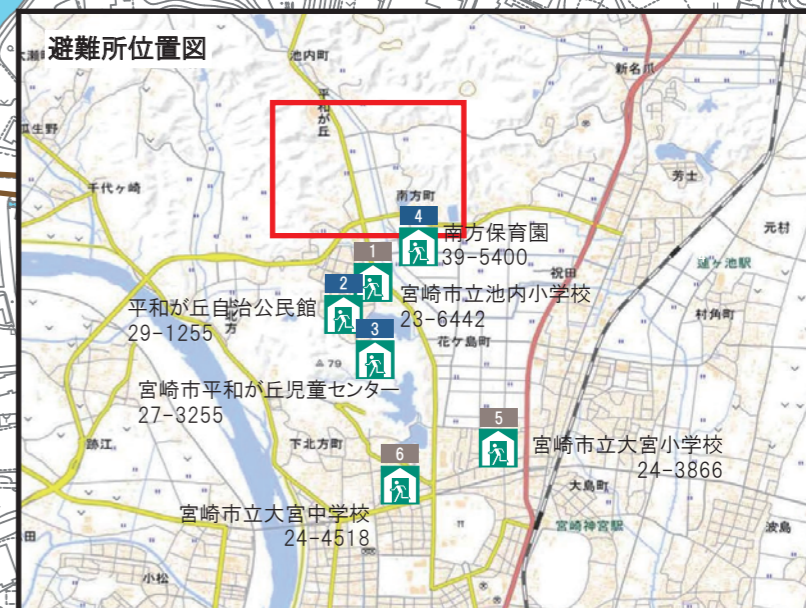 避難所位置図
池内町
新名爪
平和が丘
瓜生野
千代ヶ崎
南方町
芳士
元村
4
南方保育園
39-5400
祝田
蓮ヶ池駅
1
宮崎市立池内小学校
23-6442
2
平和が丘自治公民館
29-1255
村角町
3
花ケ島町
79
宮崎市平和が丘児童センター
27-3255
跡江
下北方町
5
宮崎市立大宮小学校
24-3866
6
大島町
宮崎市立大宮中学校
24-4518
宮崎神宮駅
波島
小松